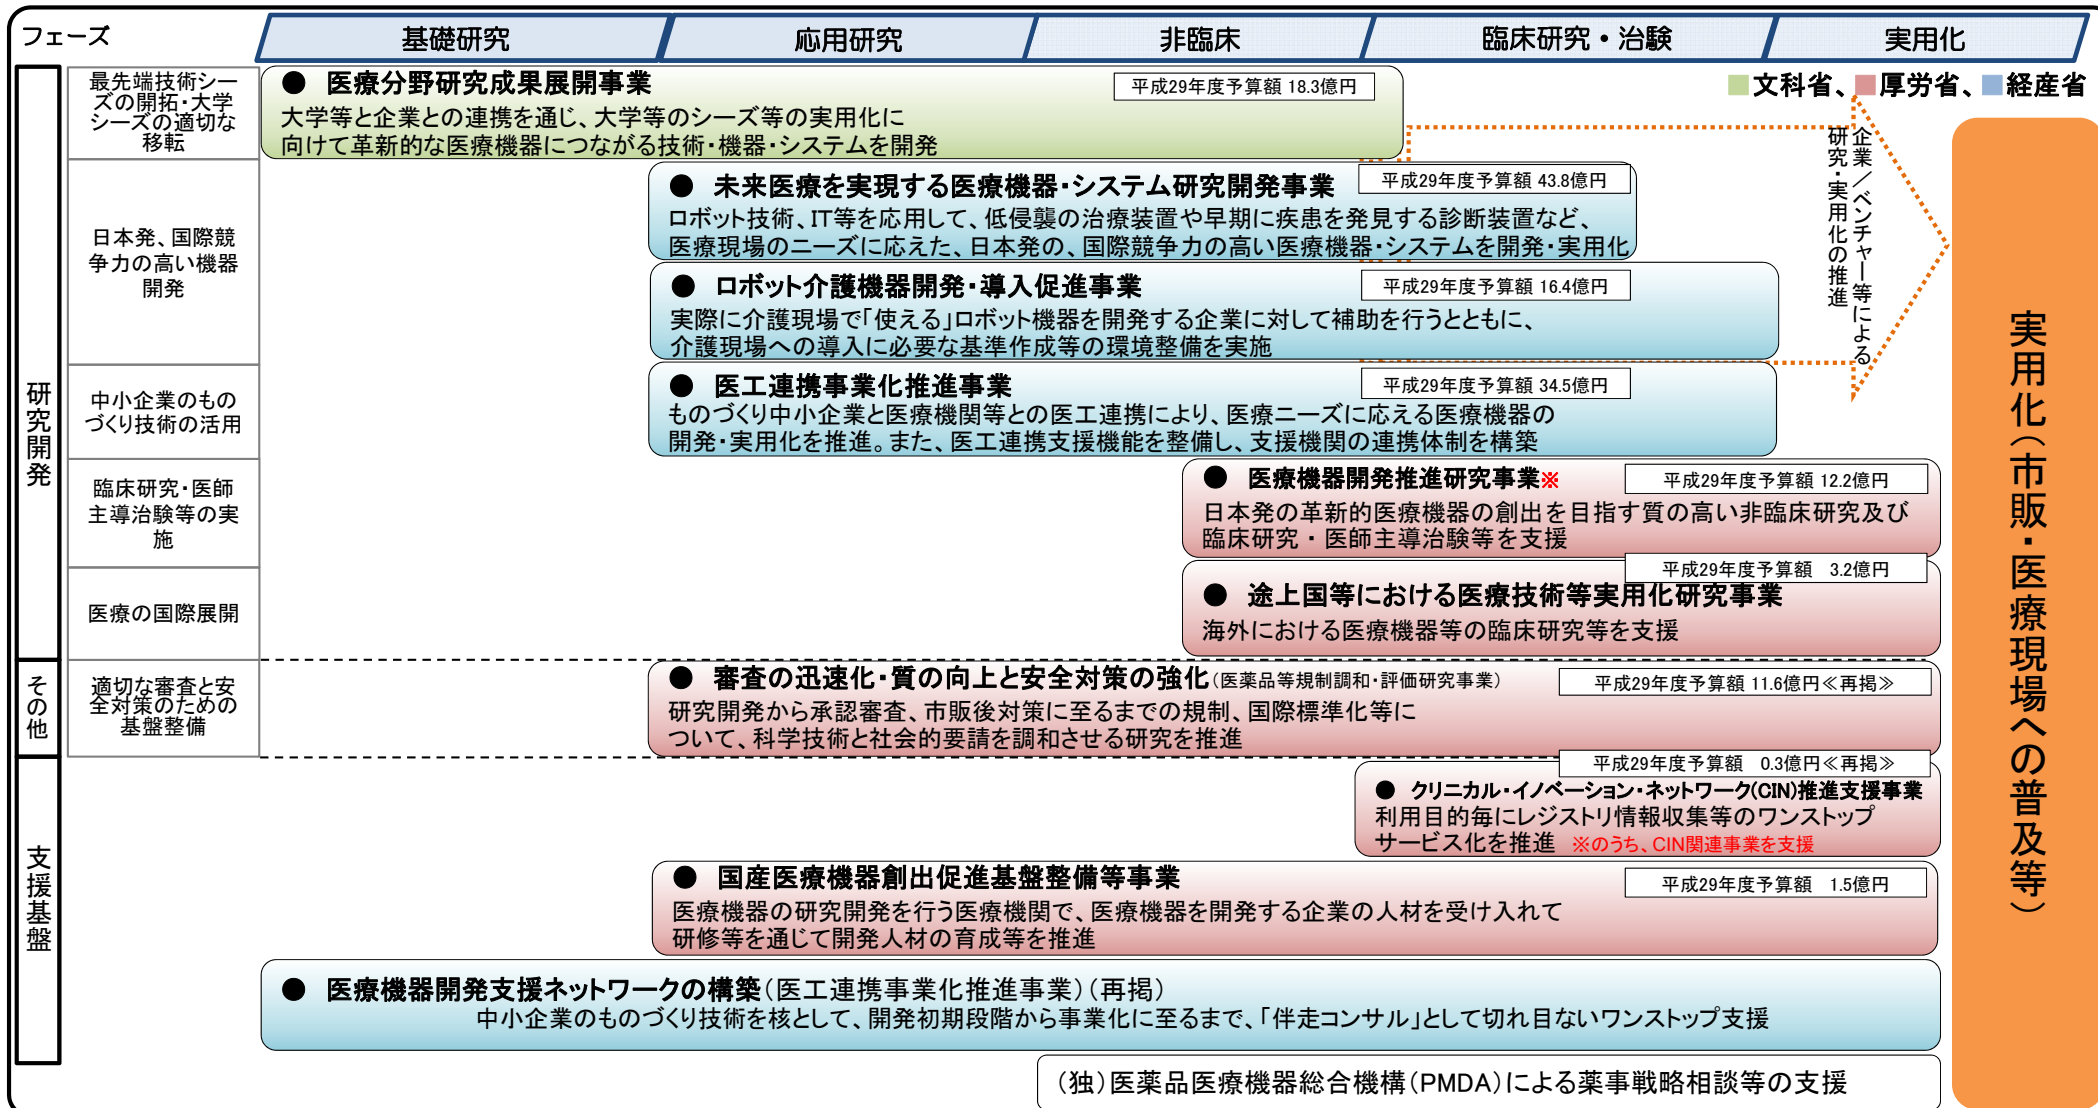 フェーズ
基礎研究
応用研究
非臨床
臨床研究・治験
実用化
■文科省、■厚労省、■経産省
研究開発
最先端技術シー
ズの開拓・大学
シーズの適切な
移転
● 医療分野研究成果展開事業
平成29年度予算額 18.3億円
大学等と企業との連携を通じ、大学等のシーズ等の実用化に
向けて革新的な医療機器につながる技術・機器・システムを開発
企業／ベンチャー等による
研究・実用化の推進
日本発、国際競
争力の高い機器
開発
● 未来医療を実現する医療機器・システム研究開発事業
平成29年度予算額 43.8億円
ロボット技術、IT等を応用して、低侵襲の治療装置や早期に疾患を発見する診断装置など、
医療現場のニーズに応えた、日本発の、国際競争力の高い医療機器・システムを開発・実用化
● ロボット介護機器開発・導入促進事業
平成29年度予算額 16.4億円
実際に介護現場で「使える」ロボット機器を開発する企業に対して補助を行うとともに、
介護現場への導入に必要な基準作成等の環境整備を実施
中小企業のもの
づくり技術の活用
● 医工連携事業化推進事業
平成29年度予算額 34.5億円
ものづくり中小企業と医療機関等との医工連携により、医療ニーズに応える医療機器の
開発・実用化を推進。また、医工連携支援機能を整備し、支援機関の連携体制を構築
臨床研究・医師
主導治験等の実
施
● 医療機器開発推進研究事業※
平成29年度予算額 12.2億円
日本発の革新的医療機器の創出を目指す質の高い非臨床研究及び
臨床研究・医師主導治験等を支援
医療の国際展開
平成29年度予算額 3.2億円
● 途上国等における医療技術等実用化研究事業
海外における医療機器等の臨床研究等を支援
その他
適切な審査と安
全対策のための
基盤整備
● 審査の迅速化・質の向上と安全対策の強化(医薬品等規制調和・評価研究事業)
平成29年度予算額 11.6億円≪再掲≫
研究開発から承認審査、市販後対策に至るまでの規制、国際標準化等に
ついて、科学技術と社会的要請を調和させる研究を推進
支援基盤
平成29年度予算額 0.3億円≪再掲≫
● クリニカル・イノベーション・ネットワーク(CIN)推進支援事業
利用目的毎にレジストリ情報収集等のワンストップ
サービス化を推進 ※のうち、CIN関連事業を支援
● 国産医療機器創出促進基盤整備等事業
平成29年度予算額 1.5億円
医療機器の研究開発を行う医療機関で、医療機器を開発する企業の人材を受け入れて
研修等を通じて開発人材の育成等を推進
● 医療機器開発支援ネットワークの構築(医工連携事業化推進事業)(再掲)
中小企業のものづくり技術を核として、開発初期段階から事業化に至るまで、「伴走コンサル」として切れ目ないワンストップ支援
(独)医薬品医療機器総合機構(PMDA)による薬事戦略相談等の支援
実用化(市販・医療現場への普及等)